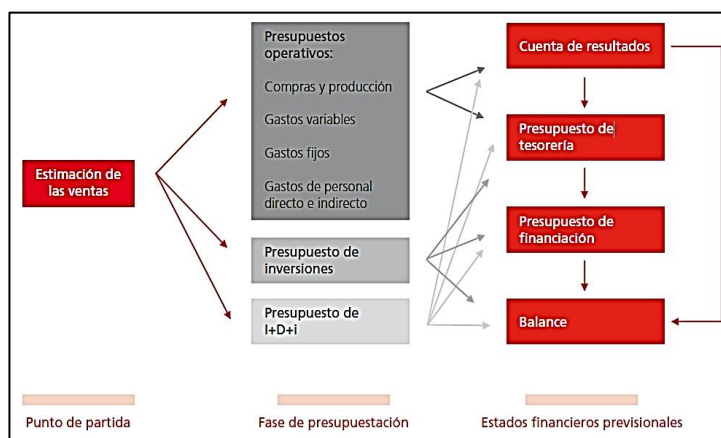 Estimación de
las ventas
Presupuestos
operativos:
Compras y producción
Gastos variables
Gastos fijos
Gastos de personal
directo e indirecto
Presupuesto de
inversiones
Presupuesto de
I+D+i
Cuenta de resultados
Presupuesto de
tesorería
Presupuesto de
financiación
Balance
Punto de partida
Fase de presupuestación
Estados financieros previsionales